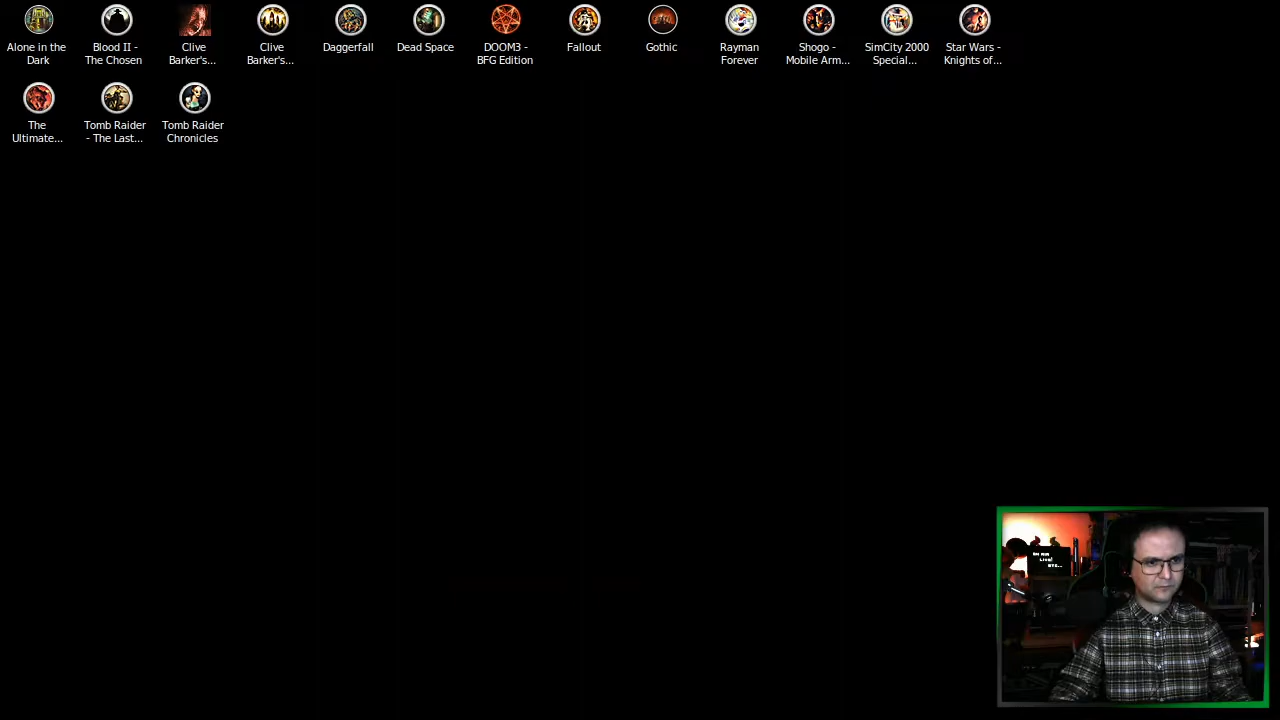 Alone in the
Dark
Blood II -
The Chosen
Clive
Barker's...
Clive
Barker's...
Daggerfall
Dead Space
DOOM3 -
BFG Edition
Fallout
Gothic
Rayman
Forever
Shogo -
Mobile Arm...
SimCity 2000
Special...
Star Wars -
Knights of...
The
Ultimate...
Tomb Raider
- The Last...
Tomb Raider
Chronicles